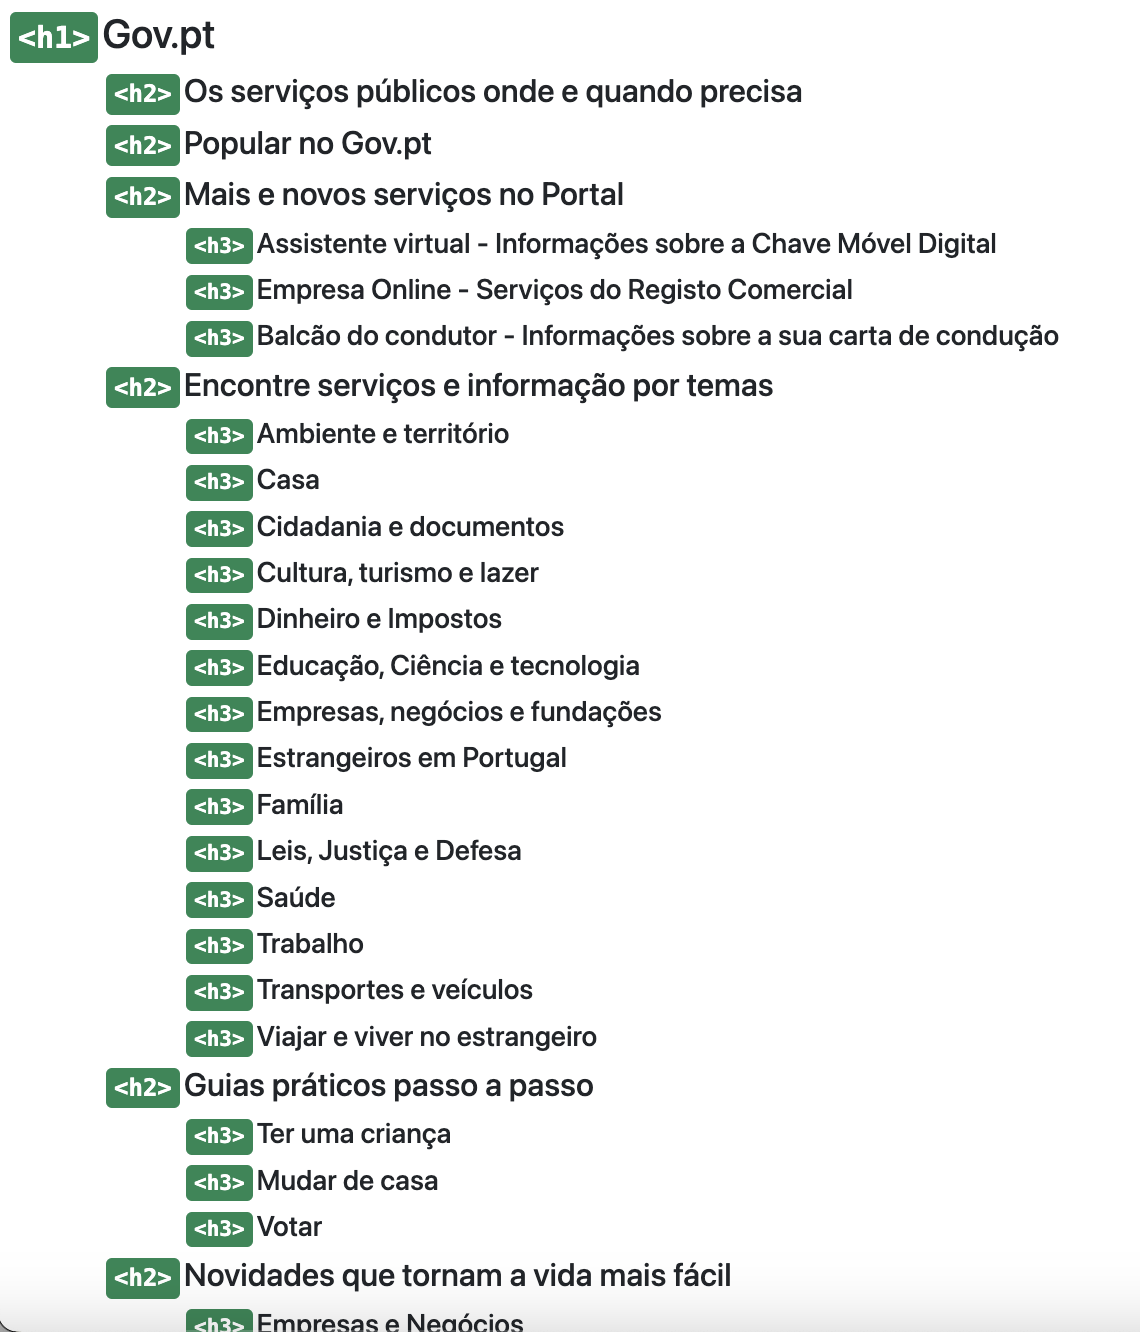 <h1> Gov.pt
<h2> Os serviços públicos onde e quando precisa
<h2> Popular no Gov.pt
<h2> Mais e novos serviços no Portal
<h3> Assistente virtual - Informações sobre a Chave Móvel Digital
<h3> Empresa Online - Serviços do Registo Comercial
<h3> Balcão do condutor - Informações sobre a sua carta de condução
<h2> Encontre serviços e informação por temas
<h3> Ambiente e território
<h3> Casa
<h3> Cidadania e documentos
<h3> Cultura, turismo e lazer
<h3> Dinheiro e Impostos
<h3> Educação, Ciência e tecnologia
<h3> Empresas, negócios e fundações
<h3> Estrangeiros em Portugal
<h3> Família
<h3> Leis, Justiça e Defesa
<h3> Saúde
<h3> Trabalho
<h3> Transportes e veículos
<h3> Viajar e viver no estrangeiro
<h2> Guias práticos passo a passo
<h3> Ter uma criança
<h3> Mudar de casa
<h3> Votar
<h2> Novidades que tornam a vida mais fácil
<h3> Empresas e Negócios